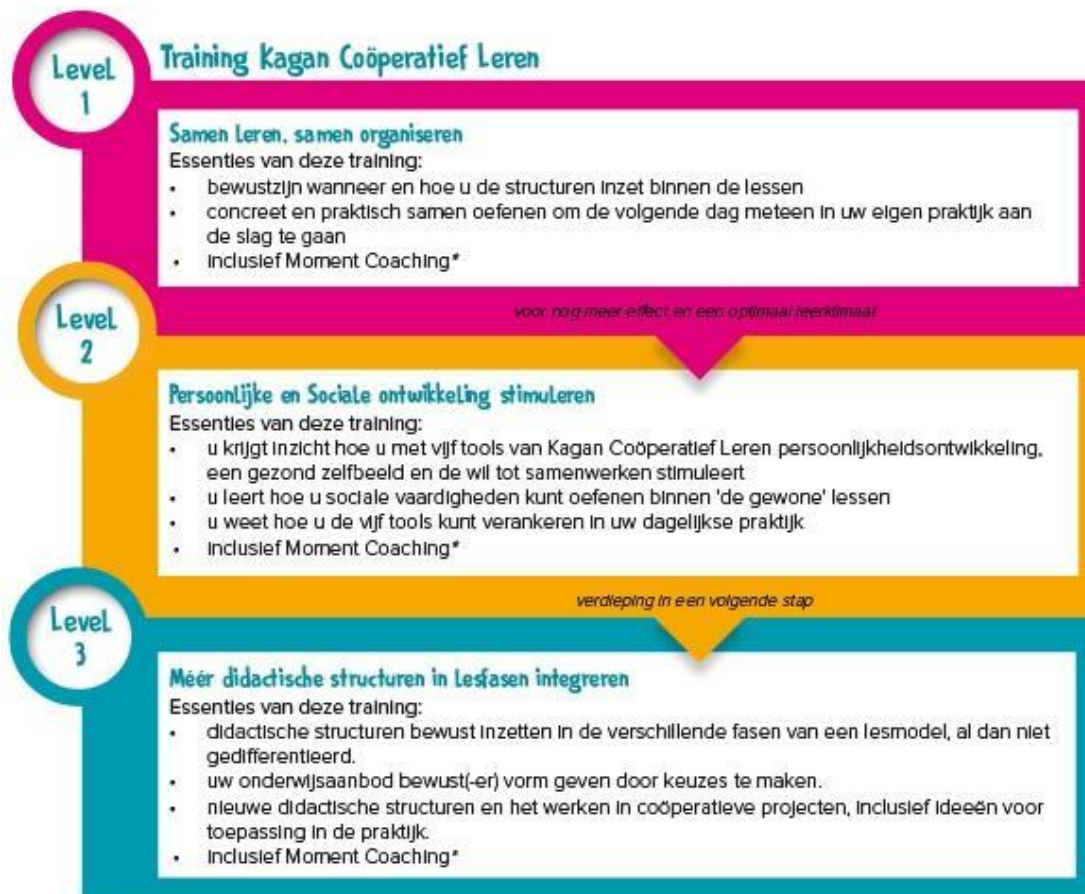 Level
1
Training Kagan Coöperatief Leren
Samen Leren, samen organiseren
Essenties van deze training:
• bewustzijn wanneer en hoe u de structuren inzet binnen de lessen
• concreet en praktisch samen oefenen om de volgende dag meteen in uw eigen praktijk aan
de slag te gaan
• inclusief Moment Coaching*
voor nog meer effect en een optimaal leerklimaat
Level
2
Persoonlijke en Sociale ontwikkeling stimuleren
Essenties van deze training:
• u krijgt inzicht hoe u met vijf tools van Kagan Coöperatief Leren persoonlijkheidsontwikkeling,
een gezond zelfbeeld en de wil tot samenwerken stimuleert
• u leert hoe u sociale vaardigheden kunt oefenen binnen 'de gewone' lessen
• u weet hoe u de vijf tools kunt verankeren in uw dagelijkse praktijk
• inclusief Moment Coaching*
verdieping in een volgende stap
Level
3
Méér didactische structuren in Lesfasen integreren
Essenties van deze training:
• didactische structuren bewust inzetten in de verschillende fasen van een lesmodel, al dan niet
gedifferentieerd.
• uw onderwijsaanbod bewust(-er) vorm geven door keuzes te maken.
• nieuwe didactische structuren en het werken in coöperatieve projecten, inclusief ideeën voor
toepassing in de praktijk.
• inclusief Moment Coaching*